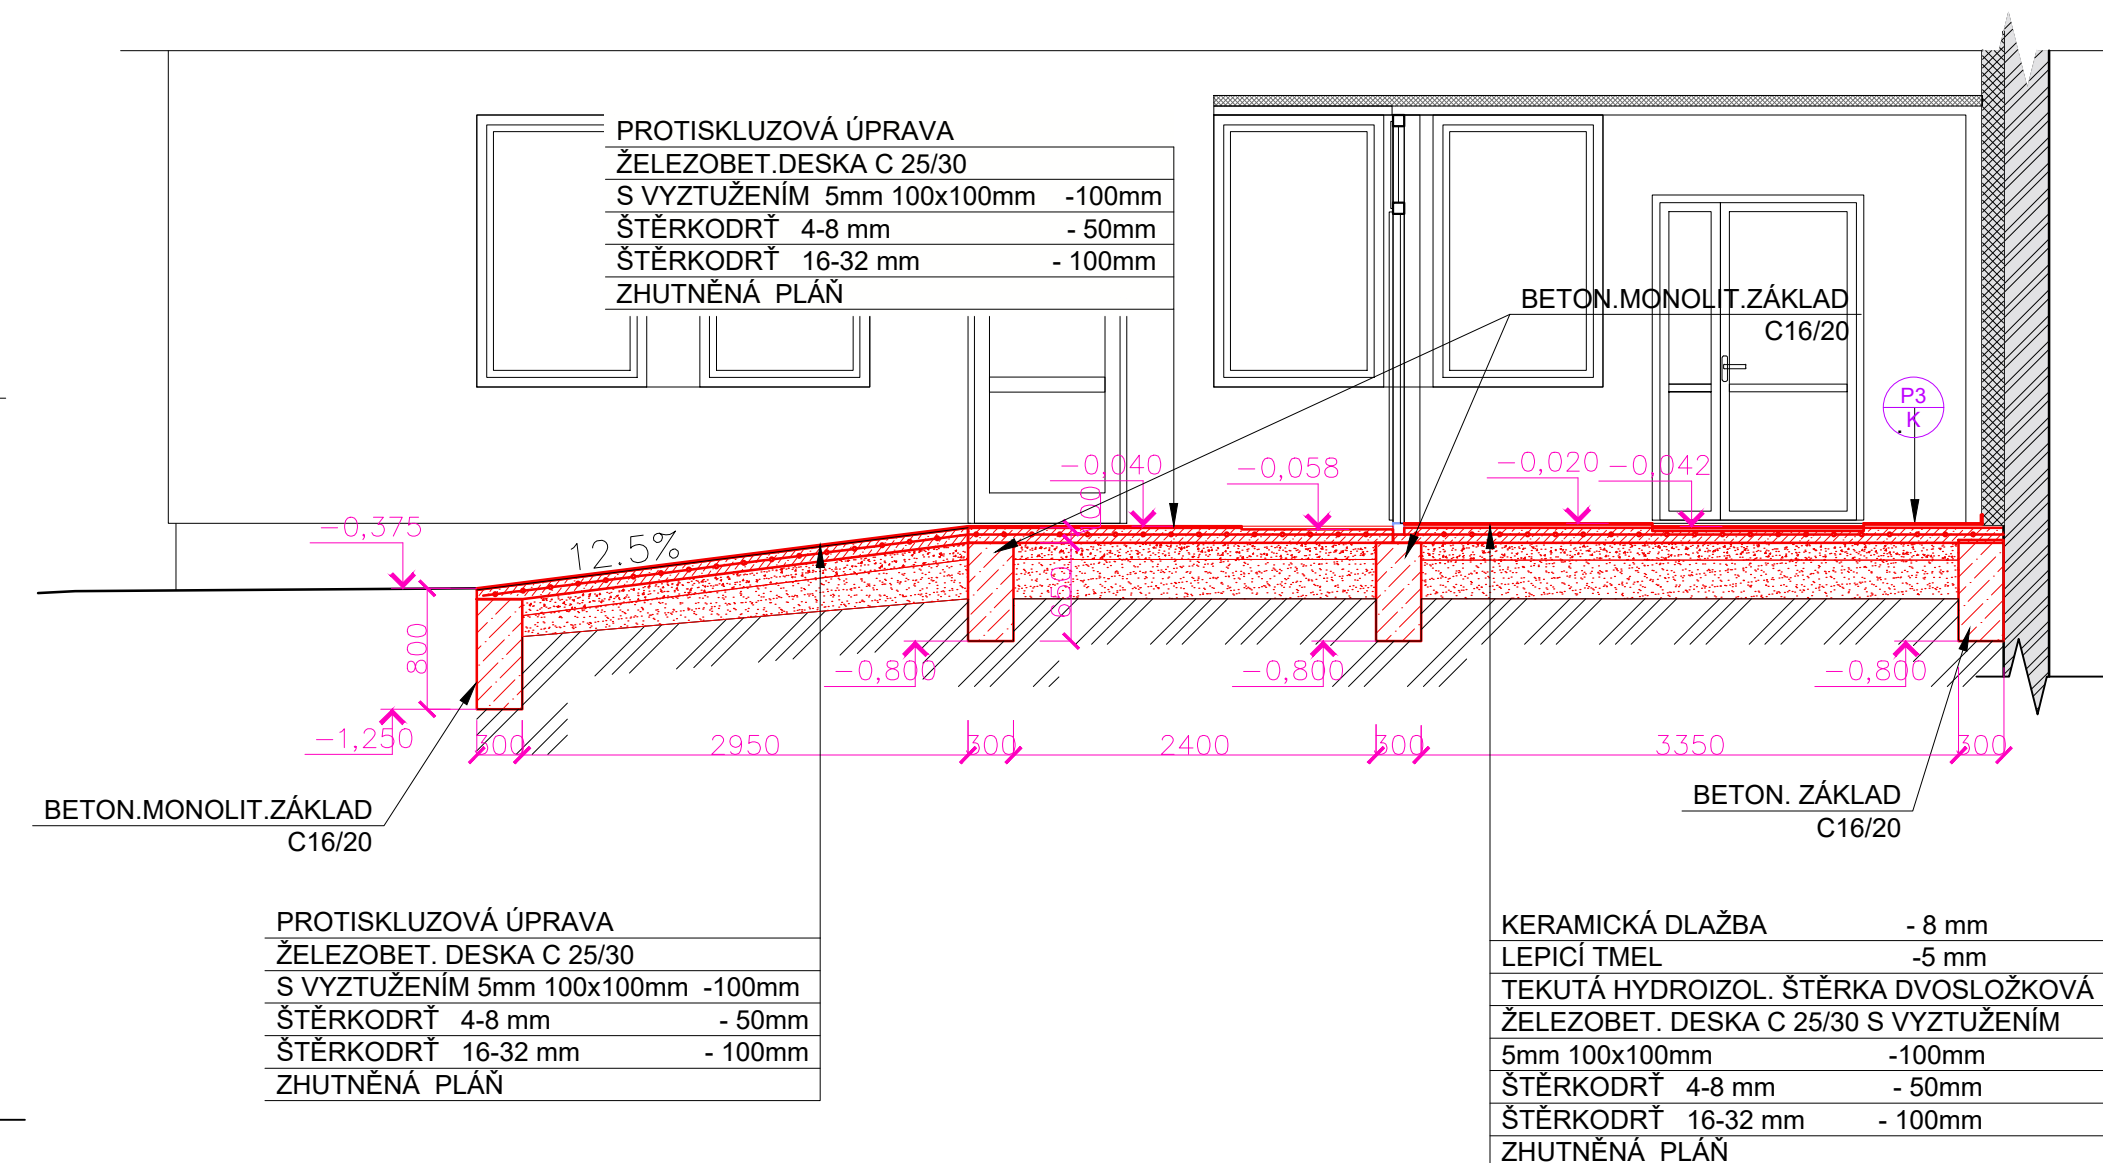 PROTISKLUZOVÁ ÚPRAVA
ŽELEZOBET.DESKA C 25/30
S VYZTUŽENÍM 5mm 100x100mm -100mm
ŠTĚRKODRŤ 4-8 mm - 50mm
ŠTĚRKODRŤ 16-32 mm - 100mm
ZHUTNĚNÁ PLÁŇ
BETON.MONOLIT.ZÁKLAD
C16/20
P3
K
-0,040
-0,058
-0,020
-0,042
-0,375
12.5%
650
800
-0,800
-0,800
-0,800
-1,250
300
2950
300
2400
300
3350
300
BETON.MONOLIT.ZÁKLAD
C16/20
BETON. ZÁKLAD
C16/20
PROTISKLUZOVÁ ÚPRAVA
ŽELEZOBET. DESKA C 25/30
S VYZTUŽENÍM 5mm 100x100mm -100mm
ŠTĚRKODRŤ 4-8 mm - 50mm
ŠTĚRKODRŤ 16-32 mm - 100mm
ZHUTNĚNÁ PLÁŇ
KERAMICKÁ DLAŽBA - 8 mm
LEPICÍ TMEL -5 mm
TEKUTÁ HYDROIZOL. ŠTĚRKA DVOSLOŽKOVÁ
ŽELEZOBET. DESKA C 25/30 S VYZTUŽENÍM
5mm 100x100mm -100mm
ŠTĚRKODRŤ 4-8 mm - 50mm
ŠTĚRKODRŤ 16-32 mm - 100mm
ZHUTNĚNÁ PLÁŇ